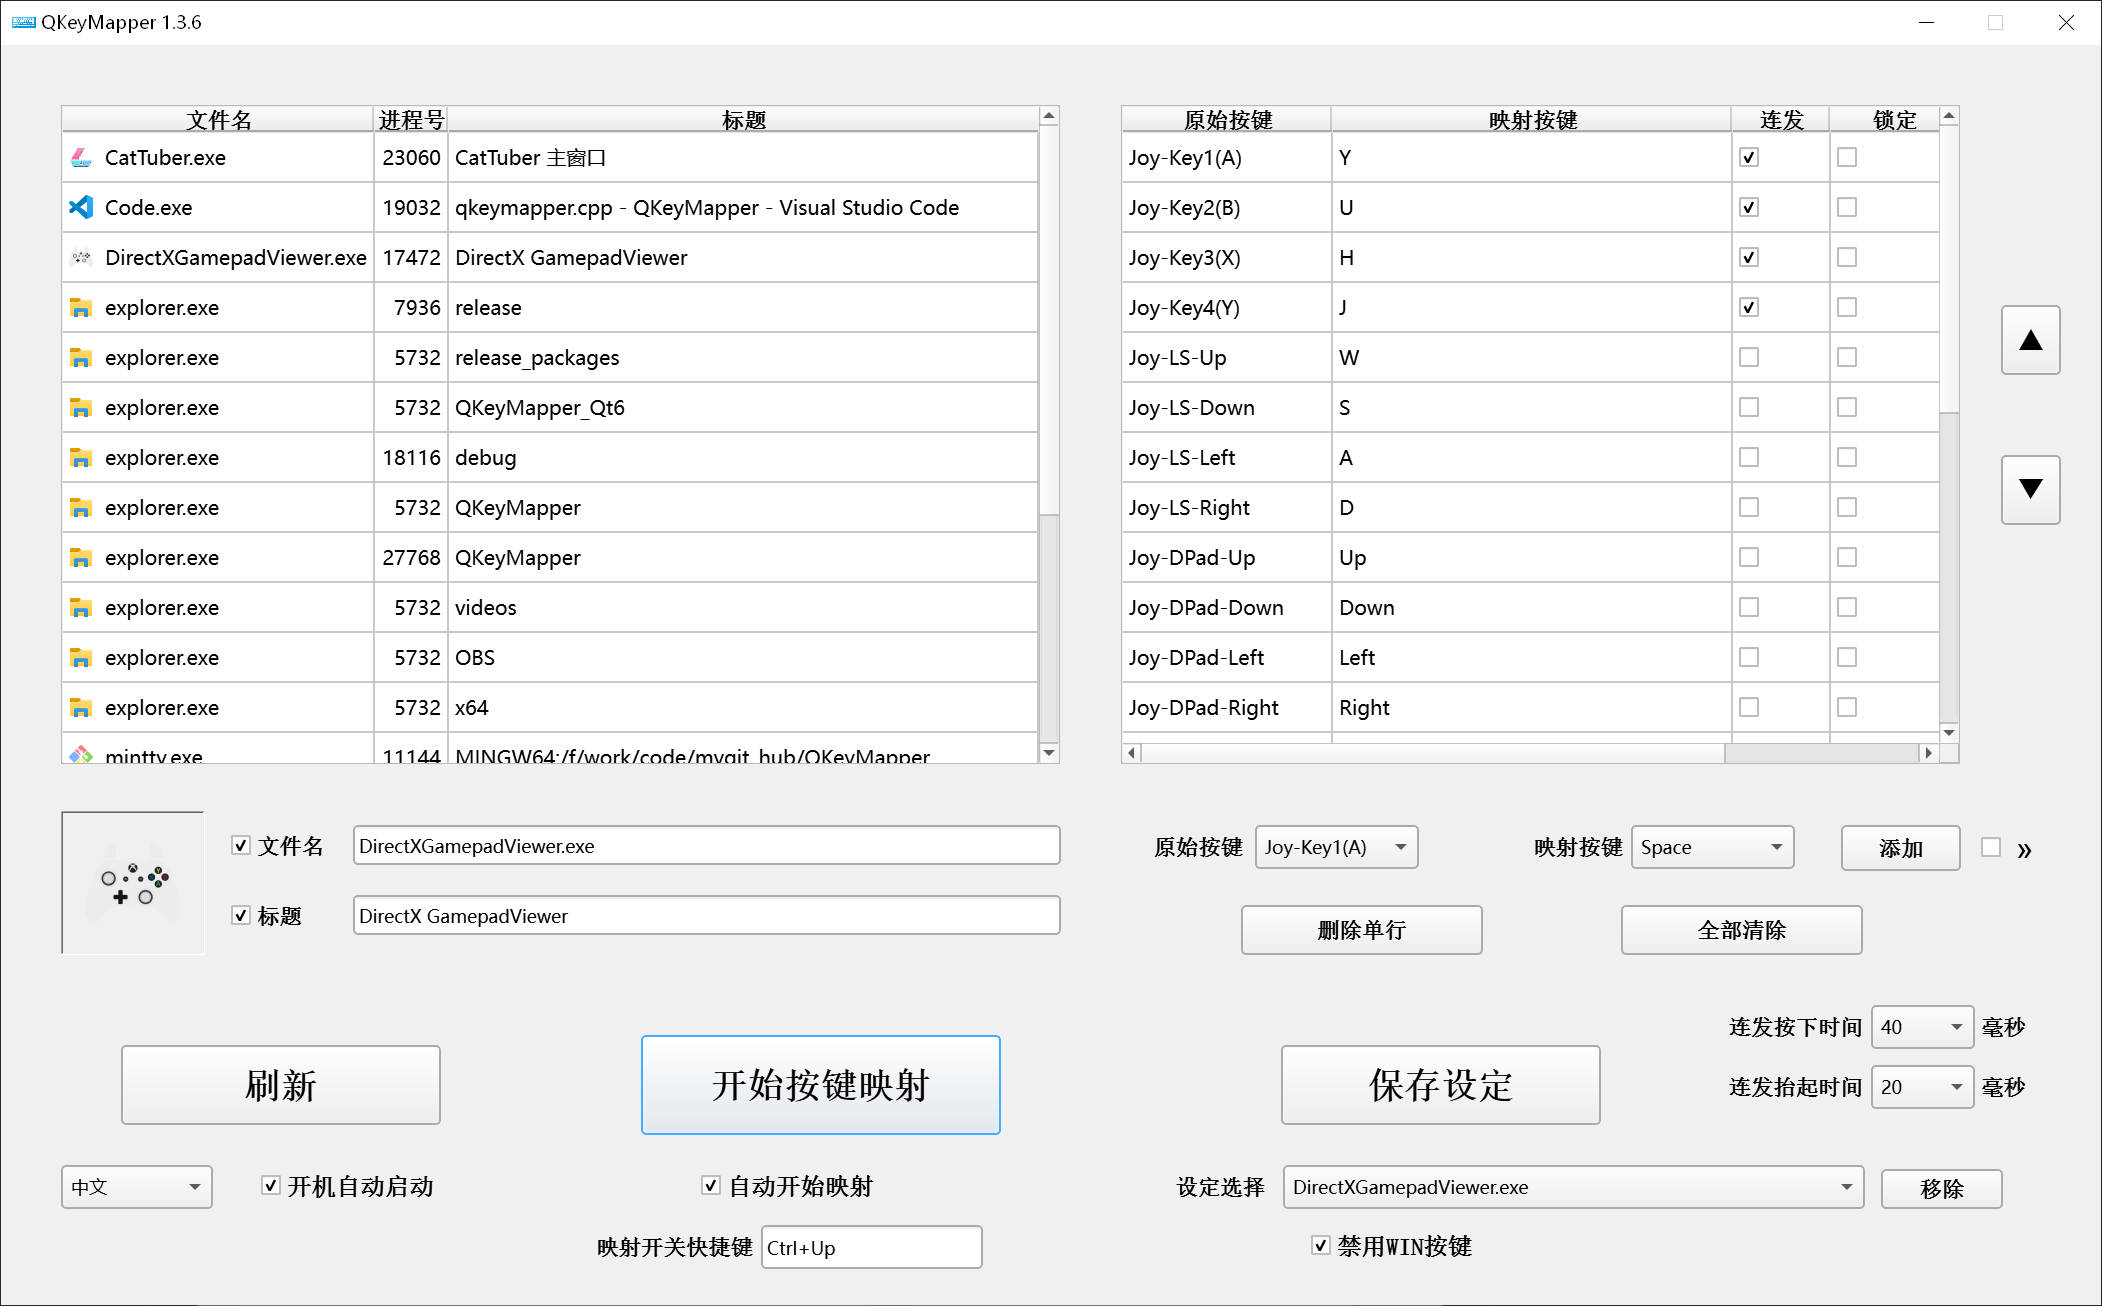 QKeyMapper 1.3.6
文件名 进程号 标题
CatTuber.exe 23060 CatTuber 主窗口
Code.exe 19032 qkeymapper.cpp - QKeyMapper - Visual Studio Code
DirectXGamepadViewer.exe 17472 DirectX GamepadViewer
explorer.exe 7936 release
explorer.exe 5732 release_packages
explorer.exe 5732 QKeyMapper_Qt6
explorer.exe 18116 debug
explorer.exe 5732 QKeyMapper
explorer.exe 27768 QKeyMapper
explorer.exe 5732 videos
explorer.exe 5732 OBS
explorer.exe 5732 x64
mintty.exe 11144 MINGW64:/f/work/code/mygit_hub/QKeyMapper
原始按键 映射按键 连发 锁定
Joy-Key1(A) Y
Joy-Key2(B) U
Joy-Key3(X) H
Joy-Key4(Y) J
Joy-LS-Up W
Joy-LS-Down S
Joy-LS-Left A
Joy-LS-Right D
Joy-DPad-Up Up
Joy-DPad-Down Down
Joy-DPad-Left Left
Joy-DPad-Right Right
▲
▼
文件名 DirectXGamepadViewer.exe
标题 DirectX GamepadViewer
原始按键 Joy-Key1(A) 映射按键 Space 添加 »
删除单行 全部清除
连发按下时间 40 毫秒
连发抬起时间 20 毫秒
刷新 开始按键映射 保存设定
中文 开机自动启动 自动开始映射 设定选择 DirectXGamepadViewer.exe 移除
映射开关快捷键 Ctrl+Up 禁用WIN按键